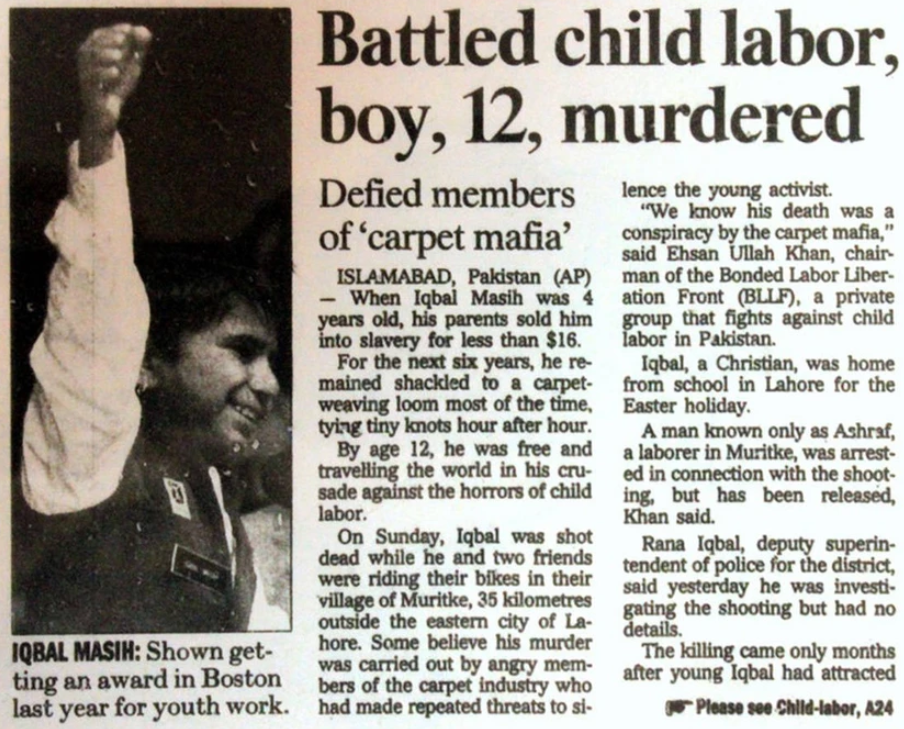 Battled child labor,
boy, 12, murdered
Defied members
of ‘carpet mafia’
ISLAMABAD, Pakistan (AP)
— When Iqbal Masih was 4
years old, his parents sold him
into slavery for less than $16.
For the next six years, he re-
mained shackled to a carpet-
weaving loom most of the time,
tying tiny knots hour after hour.
By age 12, he was free and
travelling the world in his cru-
sade against the horrors of child
labor.
On Sunday, Iqbal was shot
dead while he and two friends
were riding their bikes in their
village of Muritke, 35 kilometres
outside the eastern city of La-
hore. Some believe his murder
was carried out by angry mem-
bers of the carpet industry who
had made repeated threats to si-
lence the young activist.
“We know his death was a
conspiracy by the carpet mafia,”
said Ehsan Ullah Khan, chair-
man of the Bonded Labor Liber-
ation Front (BLLF), a private
group that fights against child
labor in Pakistan.
Iqbal, a Christian, was home
from school in Lahore for the
Easter holiday.
A man known only as Ashraf,
a laborer in Muritke, was arrest-
ed in connection with the shoot-
ing, but has been released,
Khan said.
Rana Iqbal, deputy superin-
tendent of police for the district,
said yesterday he was investi-
gating the shooting but had no
details.
The killing came only months
after young Iqbal had attracted
Please see Child-labor, A24
IQBAL MASIH: Shown get-
ting an award in Boston
last year for youth work.